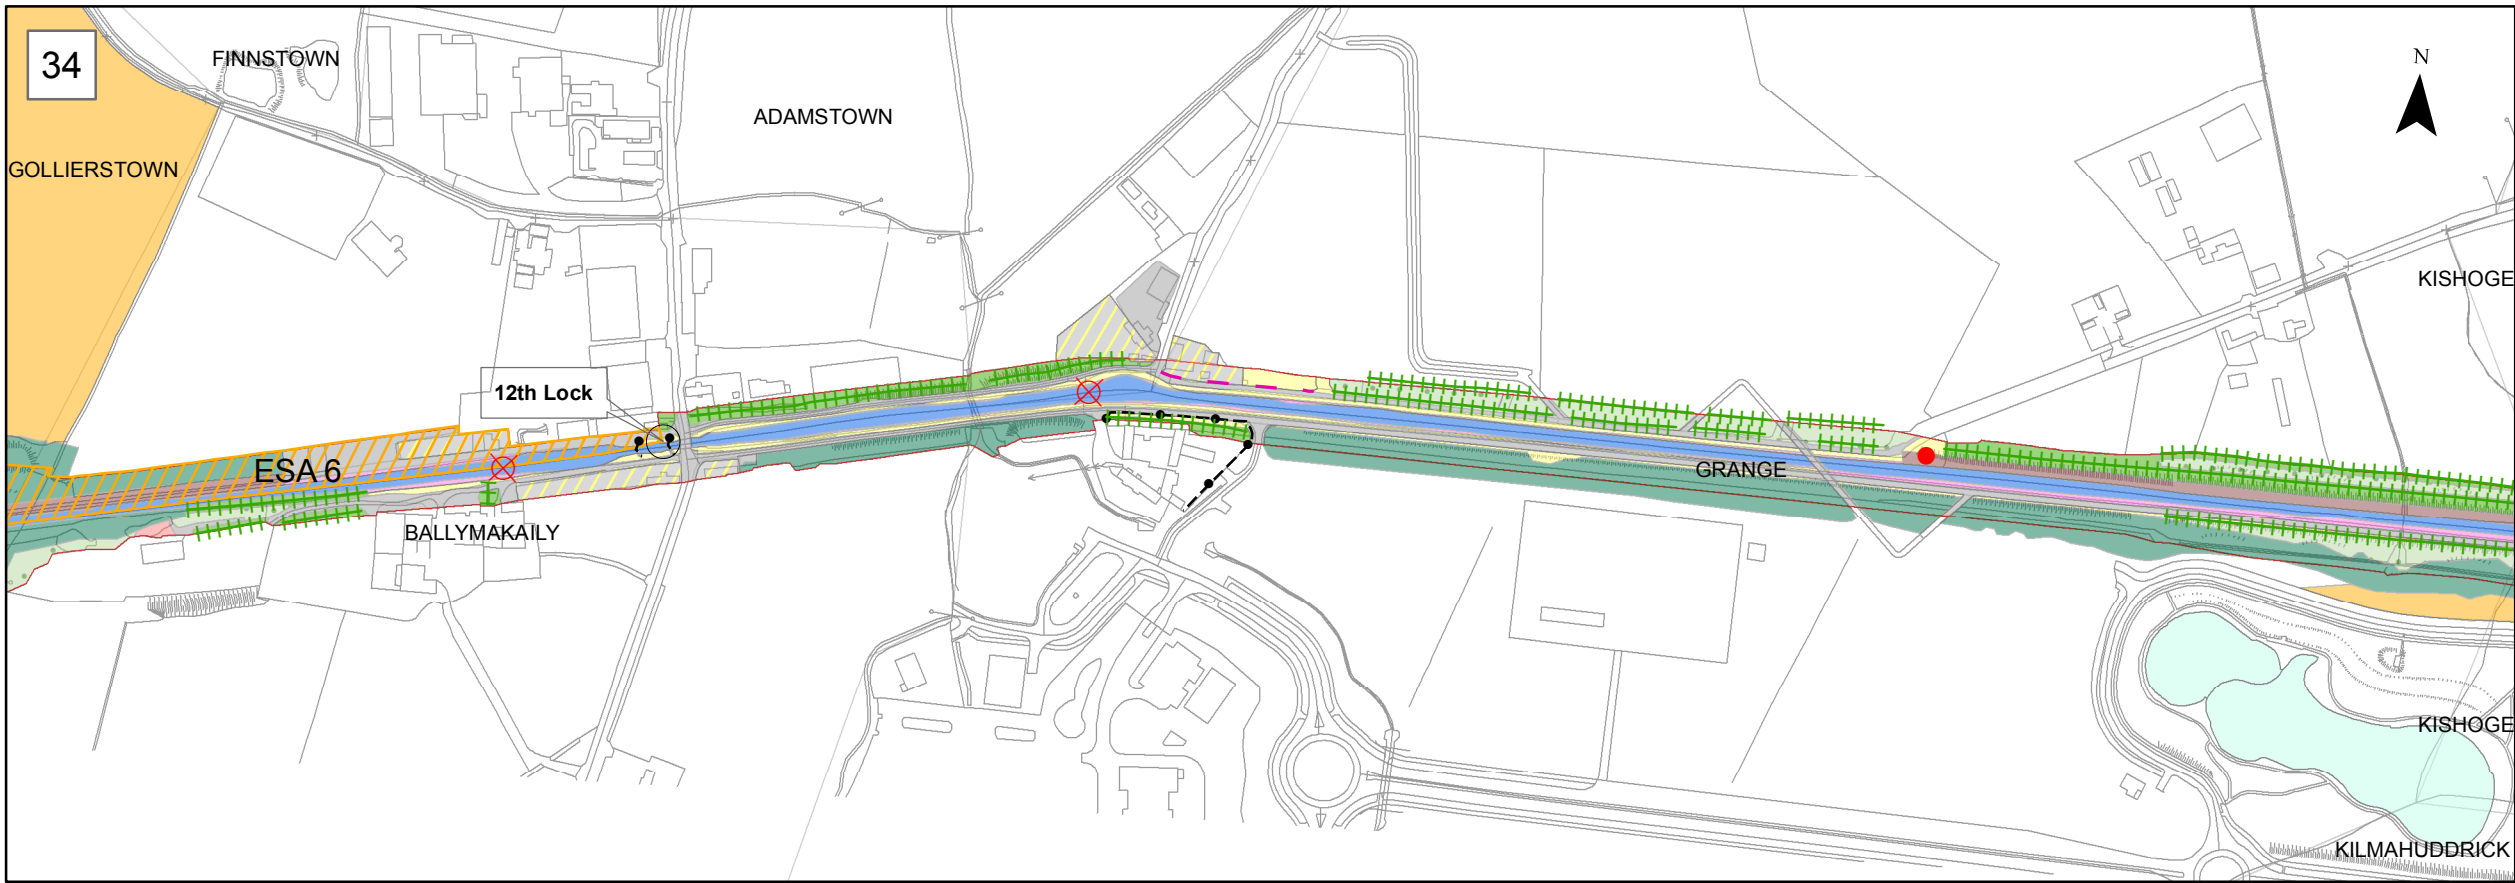 34
FINNSTOWN
N
ADAMSTOWN
GOLLIERSTOWN
KISHOGE
12th Lock
ESA 6
GRANGE
BALLYMAKAILY
KISHOGE
KILMAHUDDRICK